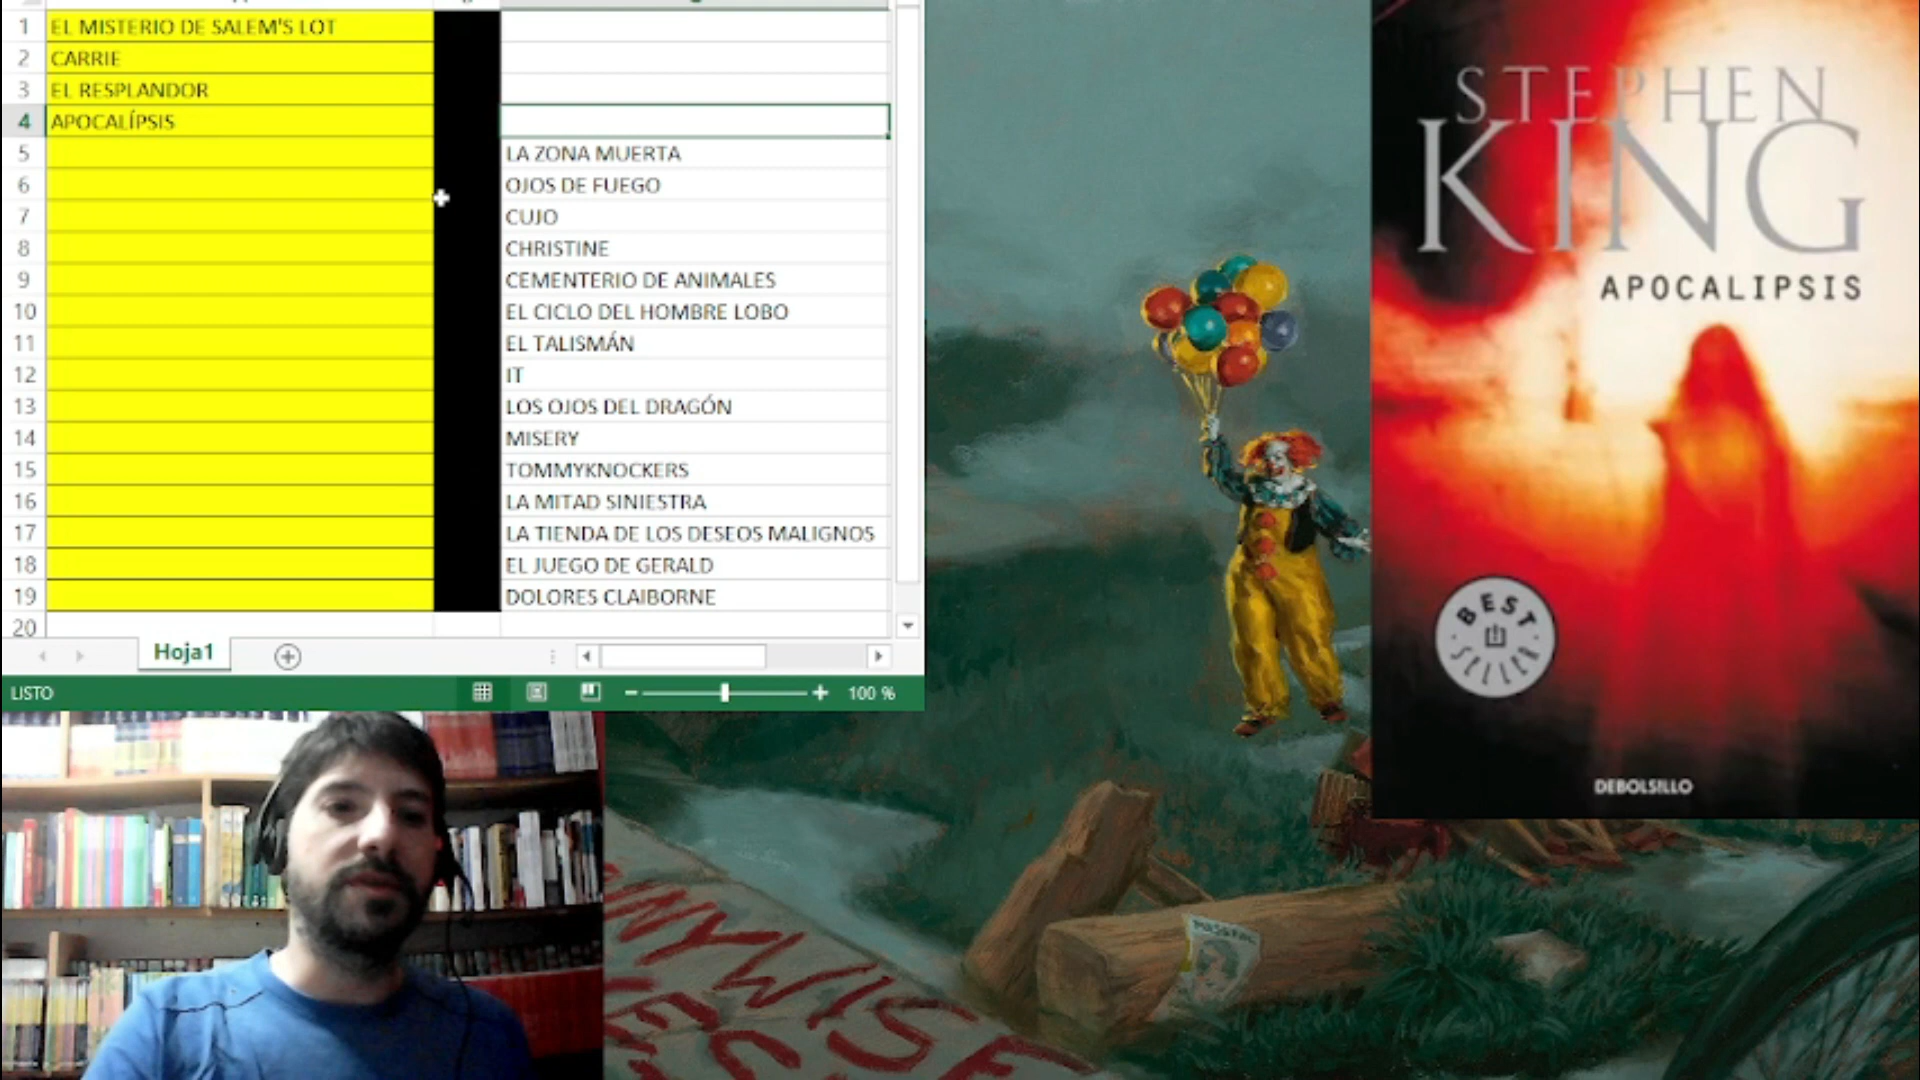 1 EL MISTERIO DE SALEM'S LOT
2 CARRIE
3 EL RESPLANDOR
4 APOCALÍPSIS
5 LA ZONA MUERTA
6 OJOS DE FUEGO
7 CUJO
8 CHRISTINE
9 CEMENTERIO DE ANIMALES
10 EL CICLO DEL HOMBRE LOBO
11 EL TALISMÁN
12 IT
13 LOS OJOS DEL DRAGÓN
14 MISERY
15 TOMMYKNOCKERS
16 LA MITAD SINIESTRA
17 LA TIENDA DE LOS DESEOS MALIGNOS
18 EL JUEGO DE GERALD
19 DOLORES CLAIBORNE
20
Hoja1
LISTO
100 %
STEPHEN
KING
APOCALIPSIS
BEST
SELLER
DEBOLSILLO